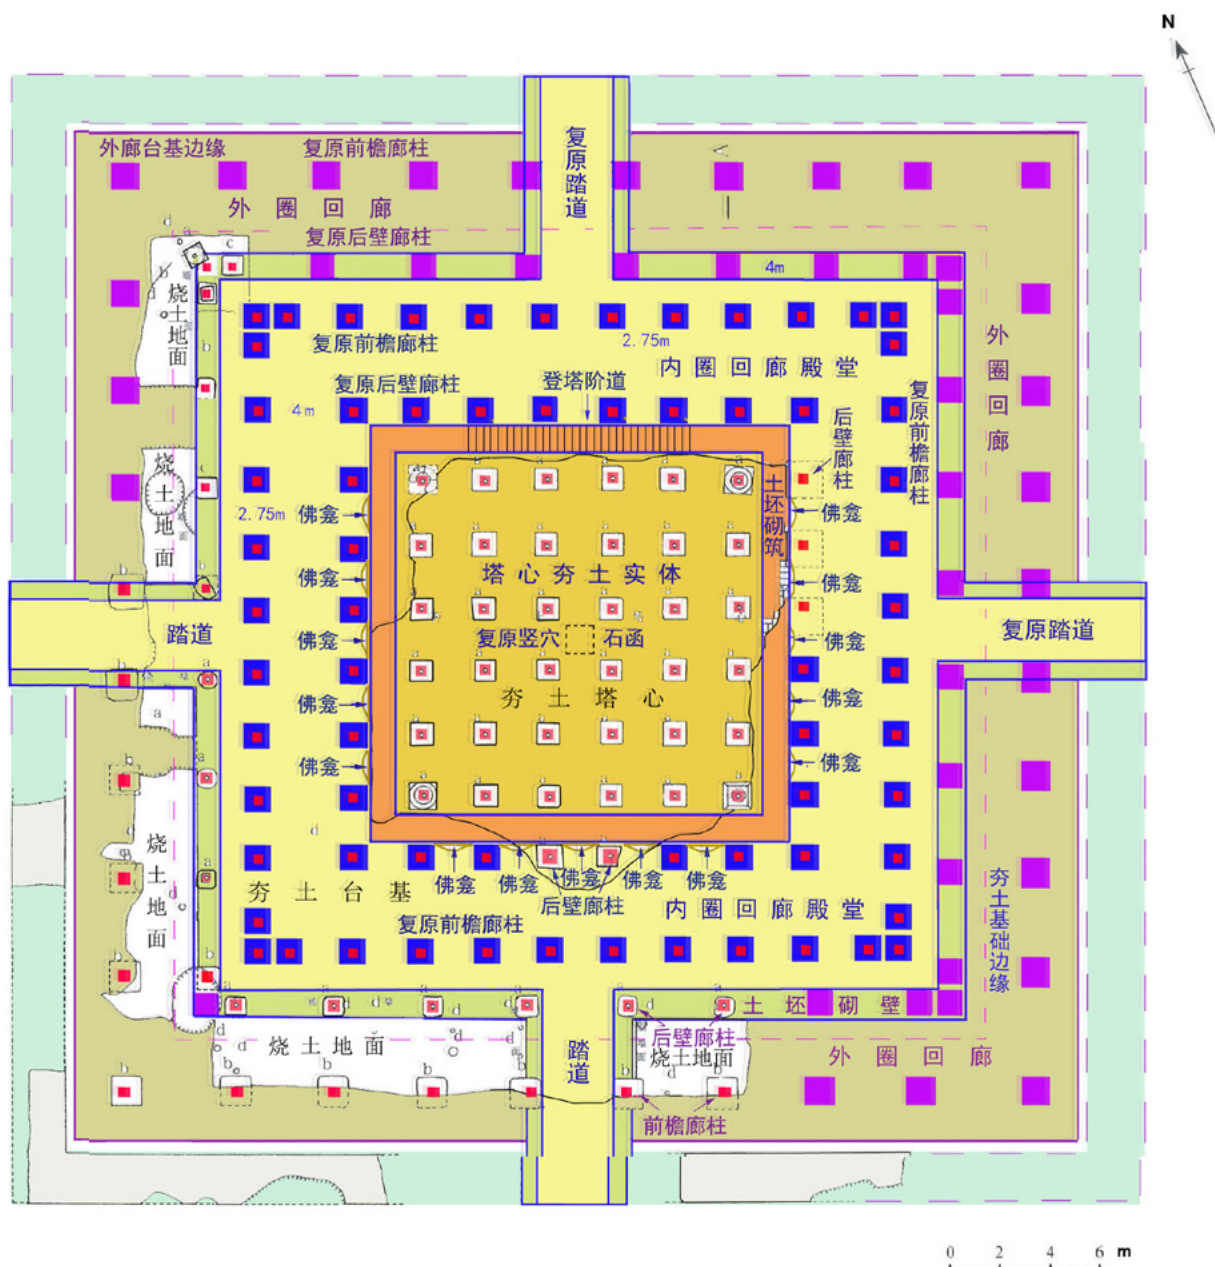 N
外廊台基边缘
复原前檐廊柱
复原踏道
A
外圈回廊
复原后壁廊柱
4m
d
a
c
b
烧土地面
复原前檐廊柱
2.75m
内圈回廊殿堂
外圈回廊
复原后壁廊柱
登塔阶道
4m
后壁廊柱
复原前檐廊柱
烧土地面
2.75m
佛龛
土坯砌筑
佛龛
塔心夯土实体
佛龛
佛龛
踏道
佛龛
复原竖穴
石函
佛龛
复原踏道
夯土塔心
佛龛
佛龛
佛龛
佛龛
烧土地面
夯土台基
佛龛
佛龛
佛龛
佛龛
佛龛
后壁廊柱
复原前檐廊柱
内圈回廊殿堂
夯土基础边缘
土坯砌壁
后壁廊柱
烧土地面
踏道
烧土地面
外圈回廊
前檐廊柱
0 2 4 6 m